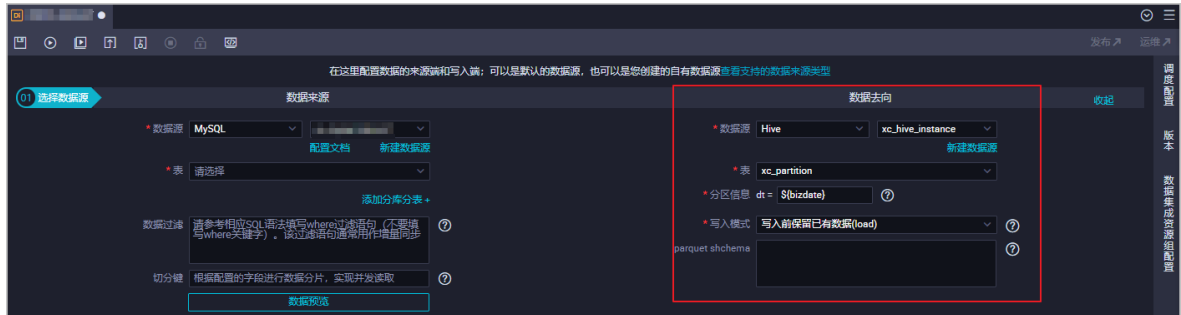 DI
发布 运维
在这里配置数据的来源端和写入端；可以是默认的数据源，也可以是您创建的自有数据源查看支持的数据来源类型
01 选择数据源 数据来源 数据去向 收起
* 数据源 MySQL
配置文档 新建数据源
* 表 请选择
添加分库分表 +
数据过滤 请参考相应SQL语法填写where过滤语句（不要填
写where关键字）。该过滤语句通常用作增量同步
切分键 根据配置的字段进行数据分片，实现并发读取
数据预览
* 数据源 Hive xc_hive_instance
新建数据源
* 表 xc_partition
* 分区信息 dt = ${bizdate}
* 写入模式 写入前保留已有数据(load)
parquet shchema
调度配置
版本
数据集成资源组配置